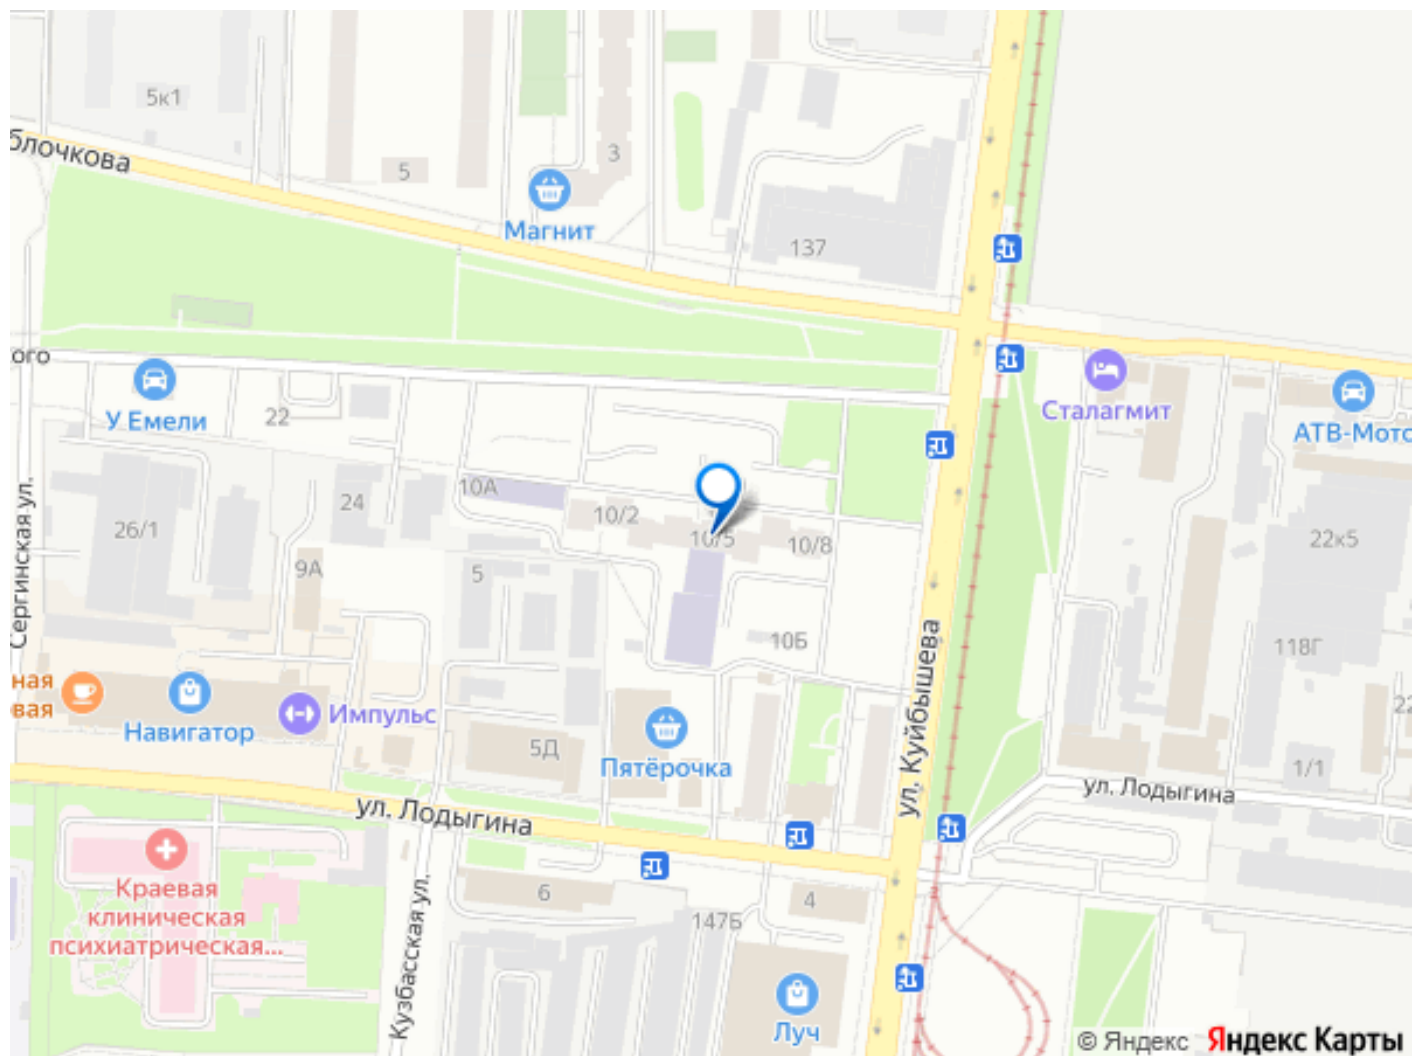 5к1
блочкова
5
3
Магнит
137
ого
У Емели
22
Сталагмит
АТВ-Мото
Сергинская ул.
26/1
24
10А
10/2
10/5
10/8
22к5
9А
5
10Б
118Г
ул. Куйбышева
ная
вая
Навигатор
Импульс
5Д
Пятёрочка
22
1/1
ул. Лодыгина
ул. Лодыгина
Краевая
клиническая
психиатрическая...
Кузбасская ул.
6
4
147Б
Луч
© Яндекс Яндекс Карты